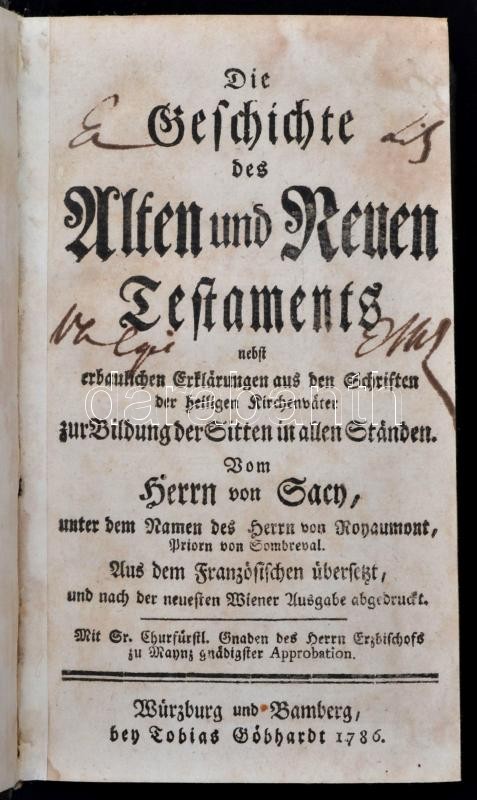 Die
Geschichte
des
Alten und Neuen
Testaments
nebst
erbaulichen Erklärungen aus den Schriften
der heiligen Kirchenväter
zur Bildung der Sitten in allen Ständen.
Vom
Herrn von Sacy,
unter dem Namen des Herrn von Royaumont,
Priorn von Sombreval.
Aus dem Französischen übersetzt,
und nach der neuesten Wiener Ausgabe abgedruckt.
Mit Sr. Churfürstl. Gnaden des Herrn Erzbischofs
zu Maynz gnädigster Approbation.
Würzburg und Bamberg,
bey Tobias Göbhardt 1786.